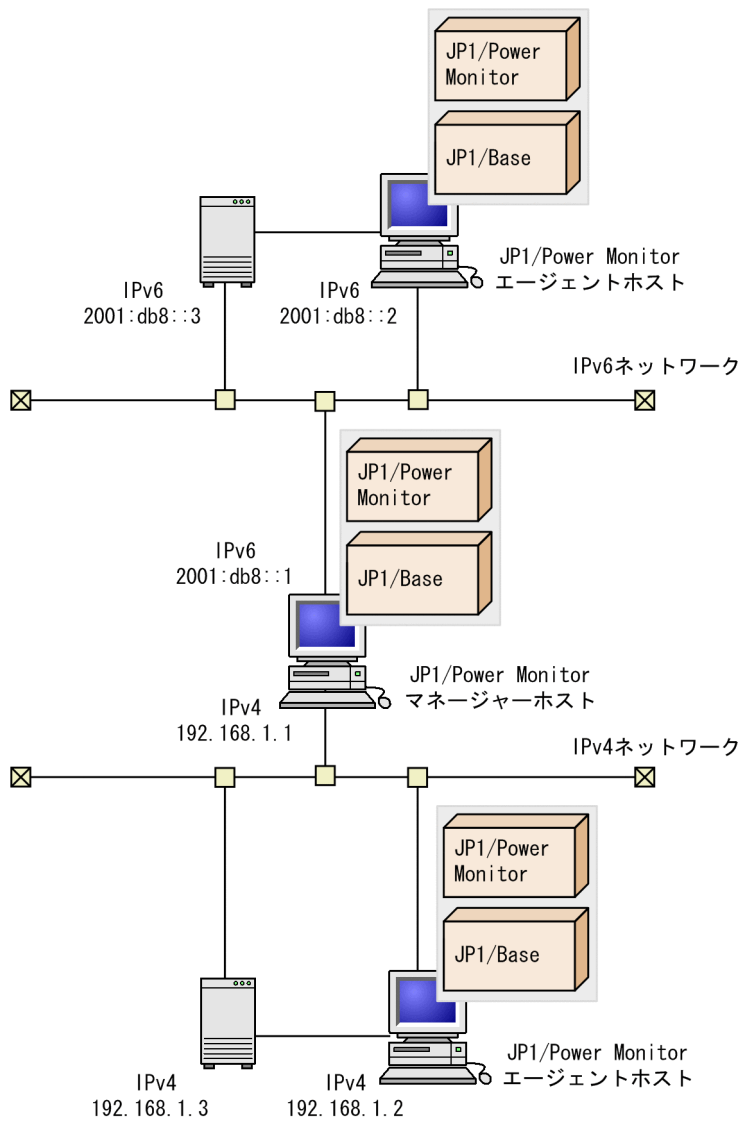 JP1/Power
Monitor
JP1/Base
JP1/Power Monitor
エージェントホスト
IPv6
2001:db8::3
IPv6
2001:db8::2
IPv6ネットワーク
JP1/Power
Monitor
JP1/Base
IPv6
2001:db8::1
JP1/Power Monitor
マネージャーホスト
IPv4
192.168.1.1
IPv4ネットワーク
JP1/Power
Monitor
JP1/Base
JP1/Power Monitor
エージェントホスト
IPv4
192.168.1.3
IPv4
192.168.1.2